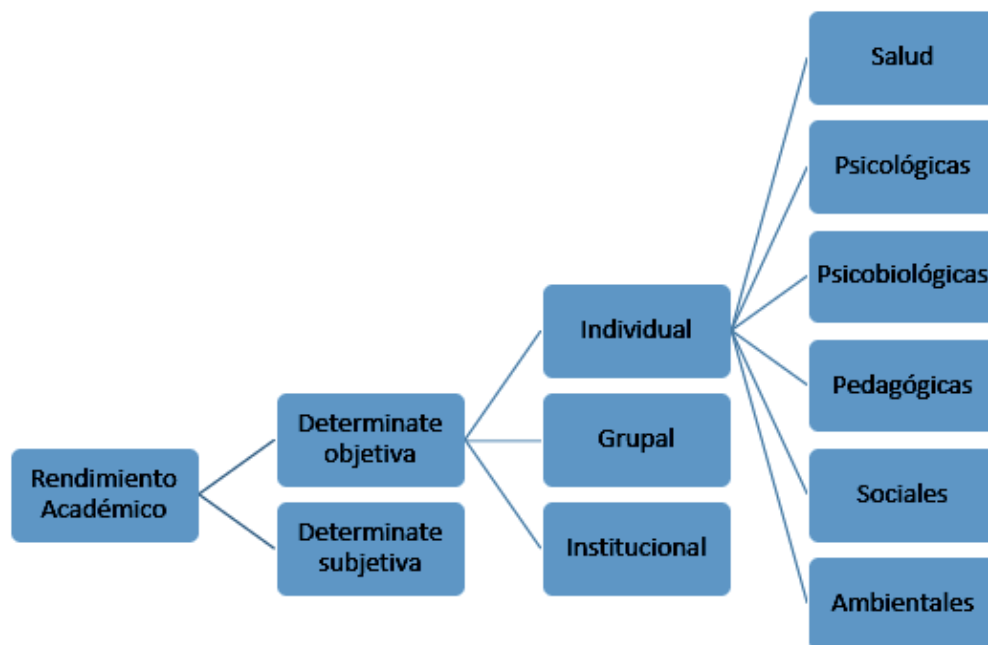 Rendimiento
Académico
Determinate
objetiva
Determinate
subjetiva
Individual
Grupal
Institucional
Salud
Psicológicas
Psicobiológicas
Pedagógicas
Sociales
Ambientales